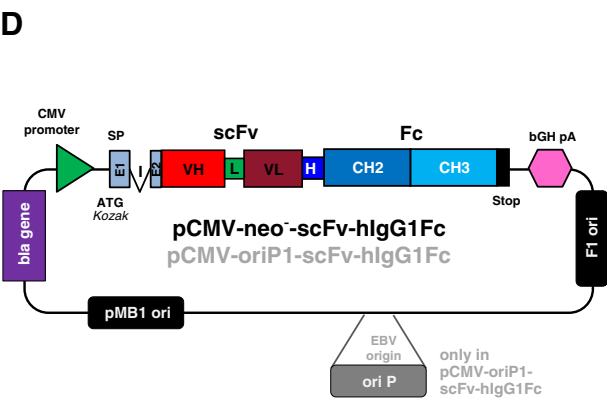 D
CMV
promoter
SP
scFv
Fc
bGH pA
E1
I
E2
VH
L
VL
H
CH2
CH3
ATG
Kozak
Stop
bla gene
pCMV-neo⁻-scFv-hIgG1Fc
pCMV-oriP1-scFv-hIgG1Fc
F1 ori
pMB1 ori
EBV
origin
ori P
only in
pCMV-oriP1-
scFv-hIgG1Fc